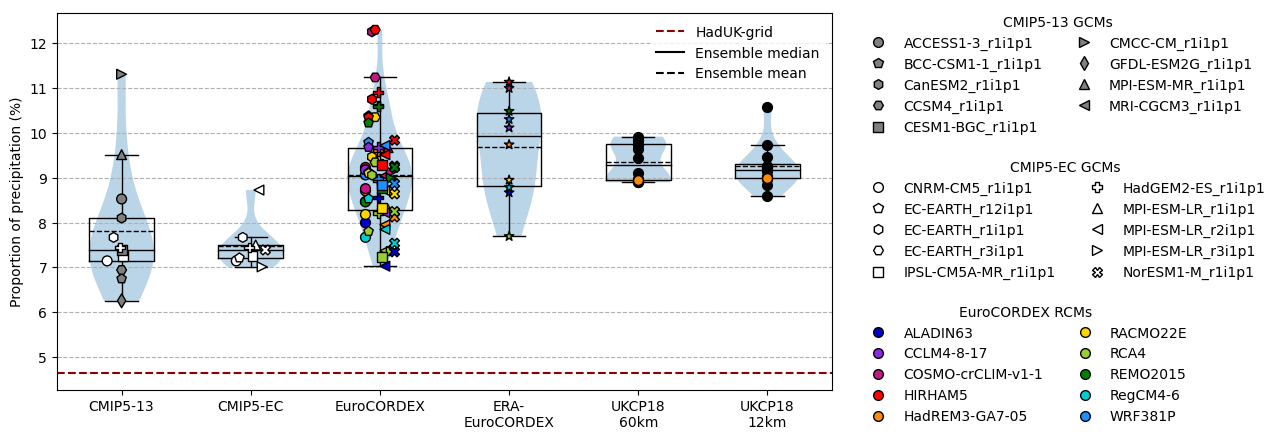 Proportion of precipitation (%)
12
11
10
9
8
7
6
5
HadUK-grid
Ensemble median
Ensemble mean
CMIP5-13
CMIP5-EC
EuroCORDEX
ERA-
EuroCORDEX
UKCP18
60km
UKCP18
12km
CMIP5-13 GCMs
ACCESS1-3_r1i1p1
BCC-CSM1-1_r1i1p1
CanESM2_r1i1p1
CCSM4_r1i1p1
CESM1-BGC_r1i1p1
CMCC-CM_r1i1p1
GFDL-ESM2G_r1i1p1
MPI-ESM-MR_r1i1p1
MRI-CGCM3_r1i1p1
CMIP5-EC GCMs
CNRM-CM5_r1i1p1
EC-EARTH_r12i1p1
EC-EARTH_r1i1p1
EC-EARTH_r3i1p1
IPSL-CM5A-MR_r1i1p1
HadGEM2-ES_r1i1p1
MPI-ESM-LR_r1i1p1
MPI-ESM-LR_r2i1p1
MPI-ESM-LR_r3i1p1
NorESM1-M_r1i1p1
EuroCORDEX RCMs
ALADIN63
CCLM4-8-17
COSMO-crCLIM-v1-1
HIRHAM5
HadREM3-GA7-05
RACMO22E
RCA4
REMO2015
RegCM4-6
WRF381P